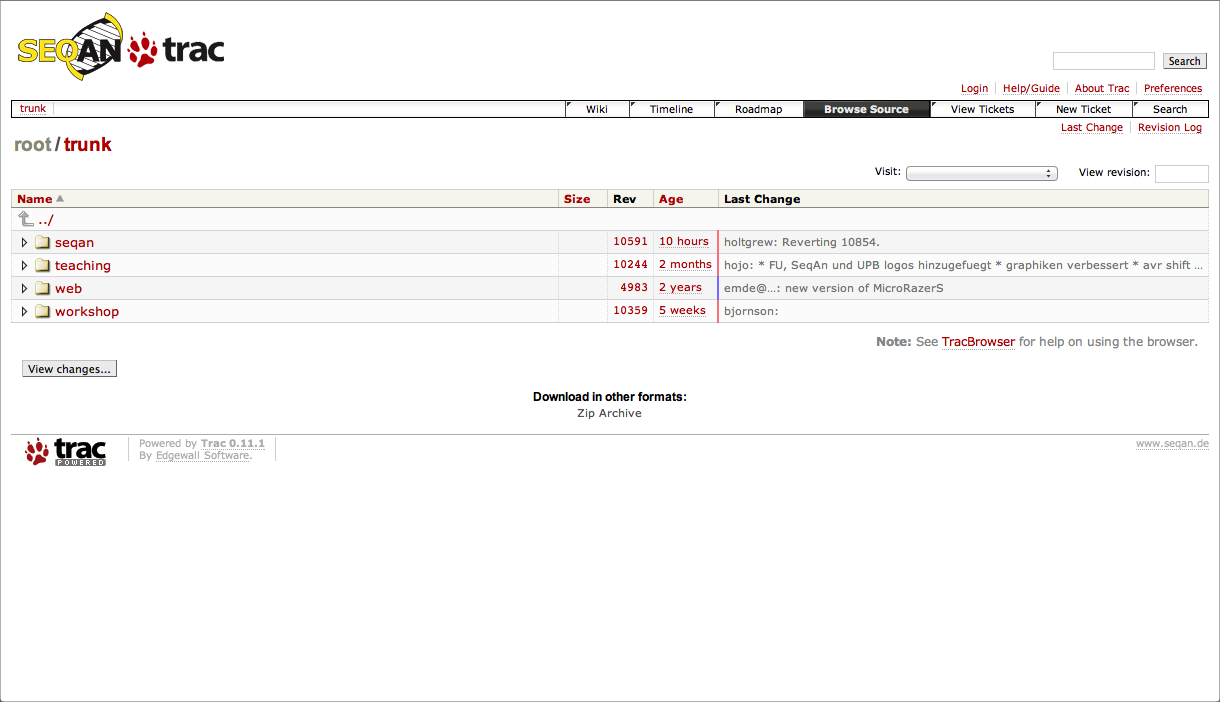 SEQAN trac
Search
Login Help/Guide About Trac Preferences
trunk Wiki Timeline Roadmap Browse Source View Tickets New Ticket Search
Last Change Revision Log
root/trunk
Visit: View revision:
Name Size Rev Age Last Change
../
seqan 10591 10 hours holtgrew: Reverting 10854.
teaching 10244 2 months hojo: * FU, SeqAn und UPB logos hinzugefuegt * graphiken verbessert * avr shift ...
web 4983 2 years emde@...: new version of MicroRazerS
workshop 10359 5 weeks bjornson:
Note: See TracBrowser for help on using the browser.
View changes...
Download in other formats:
Zip Archive
trac POWERED
Powered by Trac 0.11.1
By Edgewall Software.
www.seqan.de